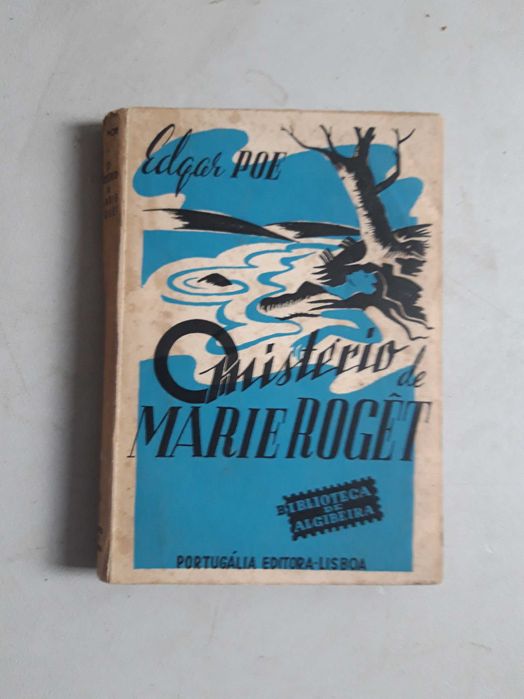 Edgar POE
O mistério de
MARIE ROGÊT
BIBLIOTECA
DE
ALGIBEIRA
PORTUGÁLIA EDITORA-LISBOA